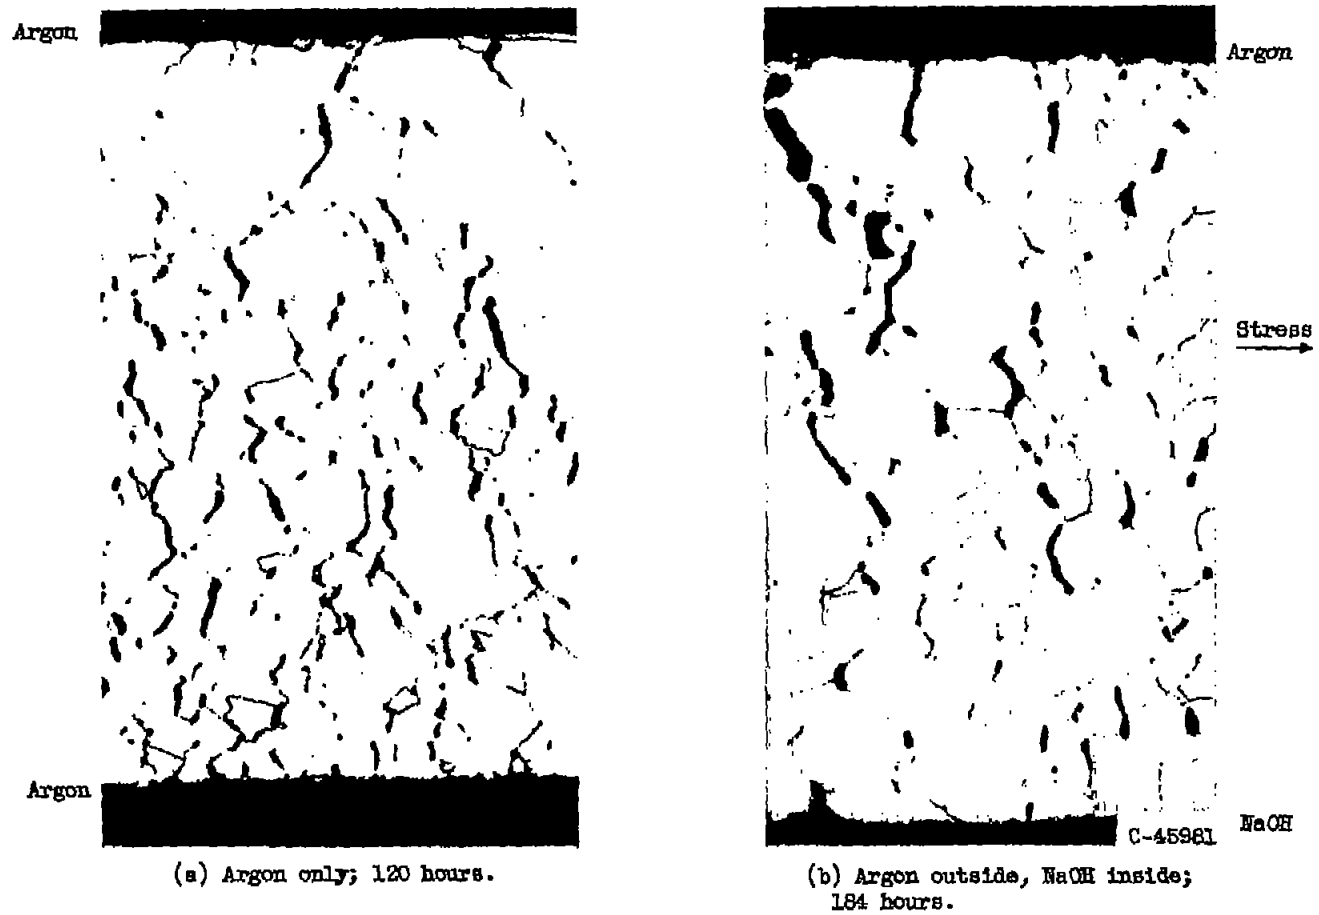 Argon
Argon
Stress
Argon
C-45981
NaOH
(a) Argon only; 120 hours.
(b) Argon outside, NaOH inside;
184 hours.